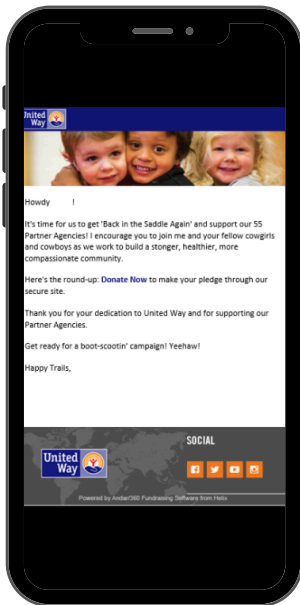 United
Way
Howdy !
It's time for us to get 'Back in the Saddle Again' and support our 55
Partner Agencies! I encourage you to join me and your fellow cowgirls
and cowboys as we work to build a stonger, healthier, more
compassionate community.
Here's the round-up: Donate Now to make your pledge through our
secure site.
Thank you for your dedication to United Way and for supporting our
Partner Agencies.
Get ready for a boot-scootin' campaign! Yeehaw!
Happy Trails,
SOCIAL
United
Way
Powered by Andar/360 Fundraising Software from Helix